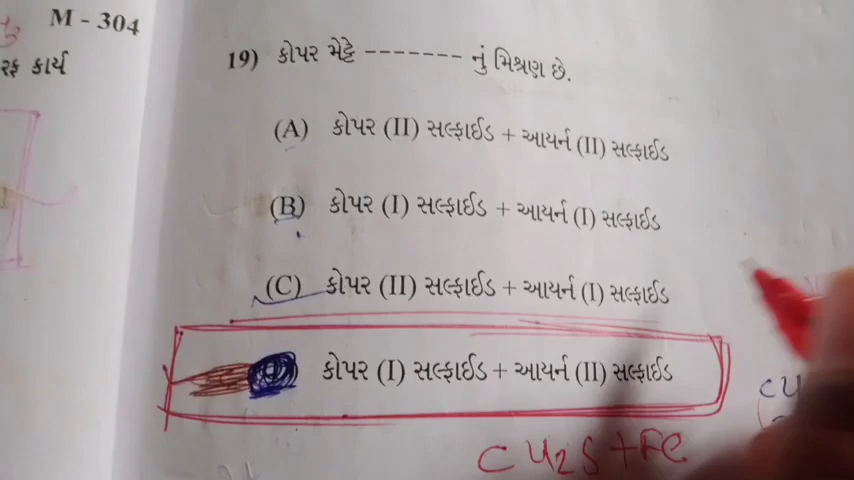 M - 304
રફ કાર્ય
19) કોપર મેટ્ટે ------- નું મિશ્રણ છે.
(A) કોપર (II) સલ્ફાઈડ + આયર્ન (II) સલ્ફાઈડ
(B) કોપર (I) સલ્ફાઈડ + આયર્ન (I) સલ્ફાઈડ
(C) કોપર (II) સલ્ફાઈડ + આયર્ન (I) સલ્ફાઈડ
કોપર (I) સલ્ફાઈડ + આયર્ન (II) સલ્ફાઈડ
CU
CU2S + Fe